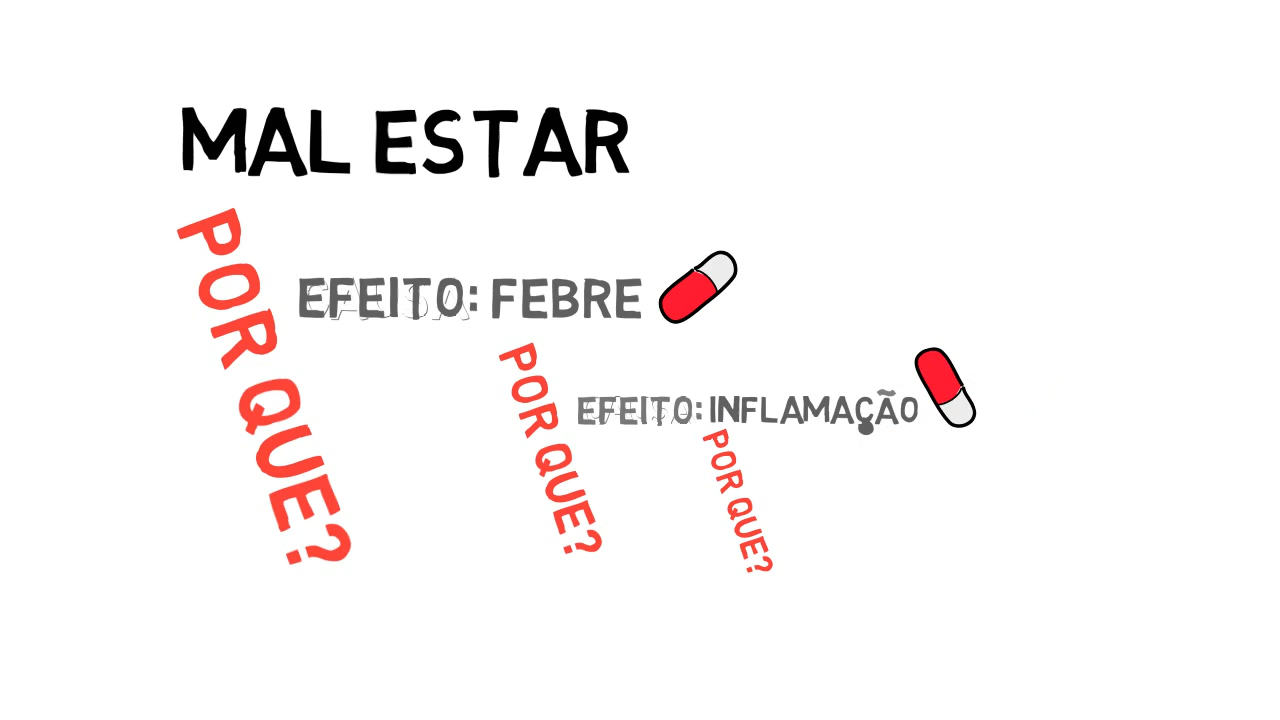 MAL ESTAR
POR QUE?
EFEITO: FEBRE
POR QUE?
EFEITO: INFLAMAÇÃO
POR QUE?